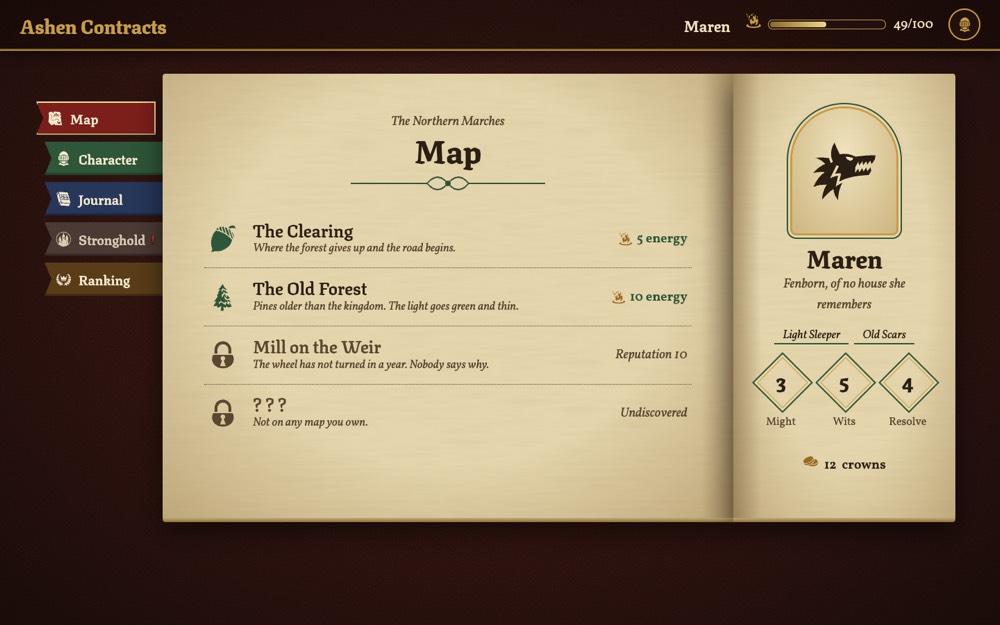 Ashen Contracts
Maren
49/100
Map
Character
Journal
Stronghold
Ranking
The Northern Marches
Map
The Clearing
Where the forest gives up and the road begins.
5 energy
The Old Forest
Pines older than the kingdom. The light goes green and thin.
10 energy
Mill on the Weir
The wheel has not turned in a year. Nobody says why.
Reputation 10
? ? ?
Not on any map you own.
Undiscovered
Maren
Fenborn, of no house she
remembers
Light Sleeper
Old Scars
3
5
4
Might
Wits
Resolve
12 crowns